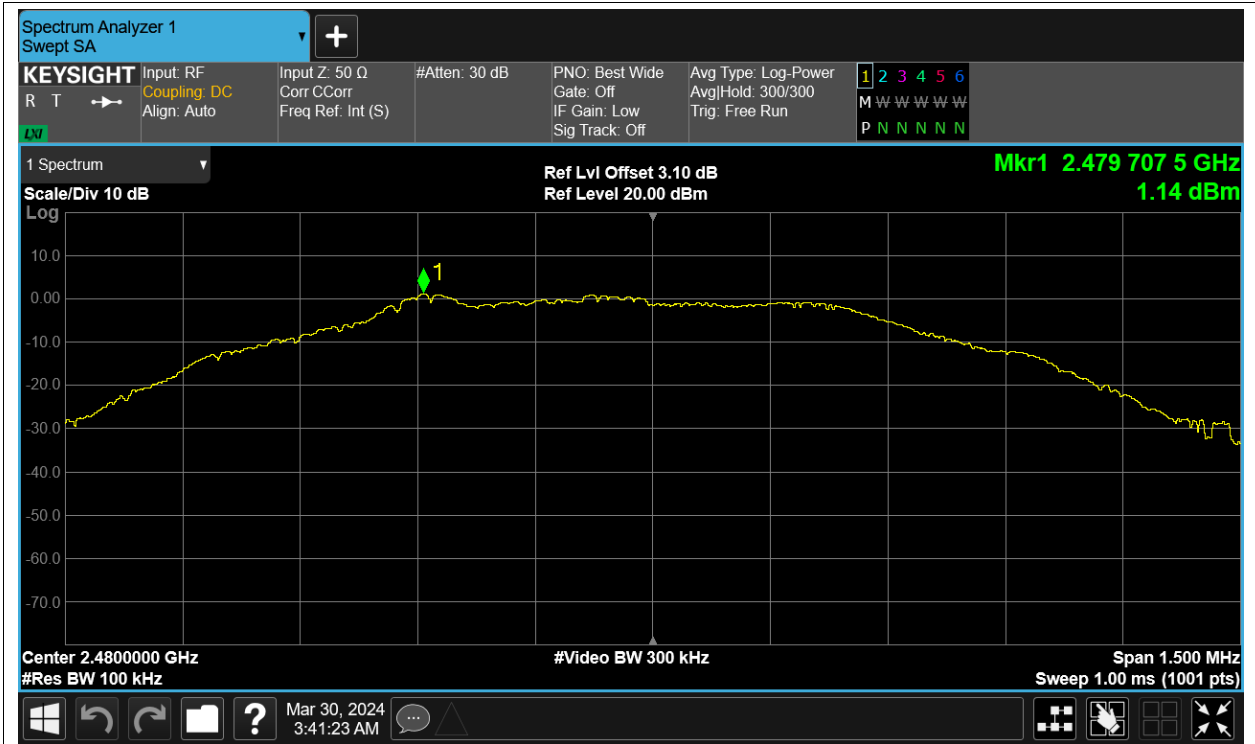 Spectrum Analyzer 1
Swept SA
KEYSIGHT
R T
LXI
Input: RF
Coupling: DC
Align: Auto
Input Z: 50 Ω
Corr CCorr
Freq Ref: Int (S)
#Atten: 30 dB
PNO: Best Wide
Gate: Off
IF Gain: Low
Sig Track: Off
Avg Type: Log-Power
Avg|Hold: 300/300
Trig: Free Run
1 2 3 4 5 6
M W W W W W
P N N N N N
1 Spectrum
Scale/Div 10 dB
Log
Ref Lvl Offset 3.10 dB
Ref Level 20.00 dBm
Mkr1 2.479 707 5 GHz
1.14 dBm
10.0
1
0.00
-10.0
-20.0
-30.0
-40.0
-50.0
-60.0
-70.0
Center 2.4800000 GHz
#Res BW 100 kHz
#Video BW 300 kHz
Span 1.500 MHz
Sweep 1.00 ms (1001 pts)
?
Mar 30, 2024
3:41:23 AM